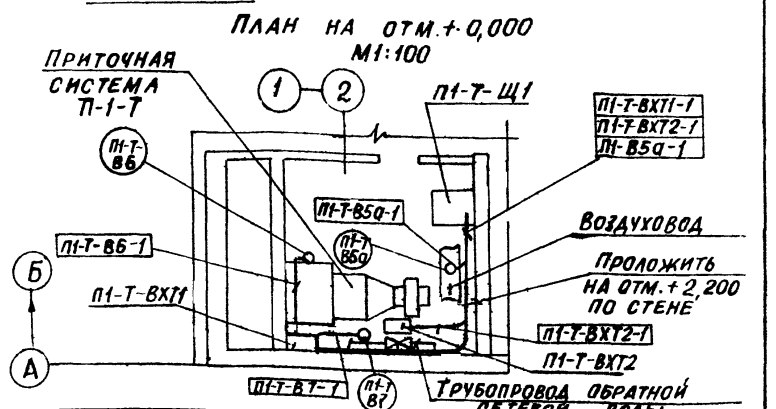 План на отм.+.0,000
М1:100
Приточная
система
П-1-Т
1
2
П1-Т-Щ1
П1-Т-ВХТ1-1
П1-Т-ВХТ2-1
П1-В5а-1
П1-Т-
В6
П1-Т-В5а-1
П1-Т
В5а
Воздуховод
П1-Т-В6-1
Б
Проложить
на отм.+2,200
по стене
П1-Т-ВХТ1
П1-Т-ВХТ2-1
А
П1-Т-ВХТ2
П1-Т-В7-1
П1-Т
В7
Трубопровод обратной